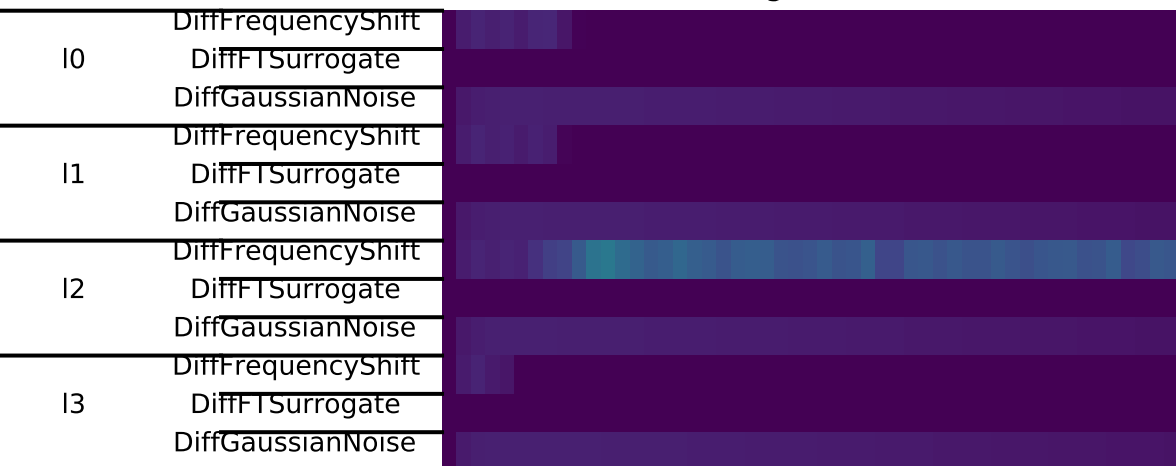 DiffFrequencyShift
l0 DiffFTSurrogate
DiffGaussianNoise
DiffFrequencyShift
l1 DiffFTSurrogate
DiffGaussianNoise
DiffFrequencyShift
l2 DiffFTSurrogate
DiffGaussianNoise
DiffFrequencyShift
l3 DiffFTSurrogate
DiffGaussianNoise